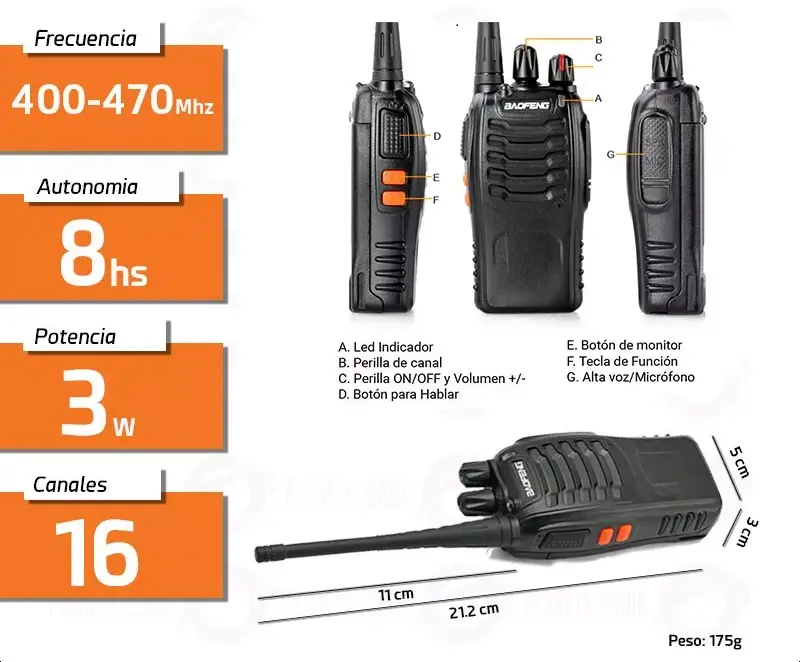 Frecuencia
400-470Mhz
Autonomia
8hs
Potencia
3W
Canales
16
B
C
A
D
E
F
G
BAOFENG
A. Led Indicador
B. Perilla de canal
C. Perilla ON/OFF y Volumen +/-
D. Botón para Hablar
E. Botón de monitor
F. Tecla de Función
G. Alta voz/Micrófono
BAOFENG
5 cm
3 cm
11 cm
21.2 cm
Peso: 175g